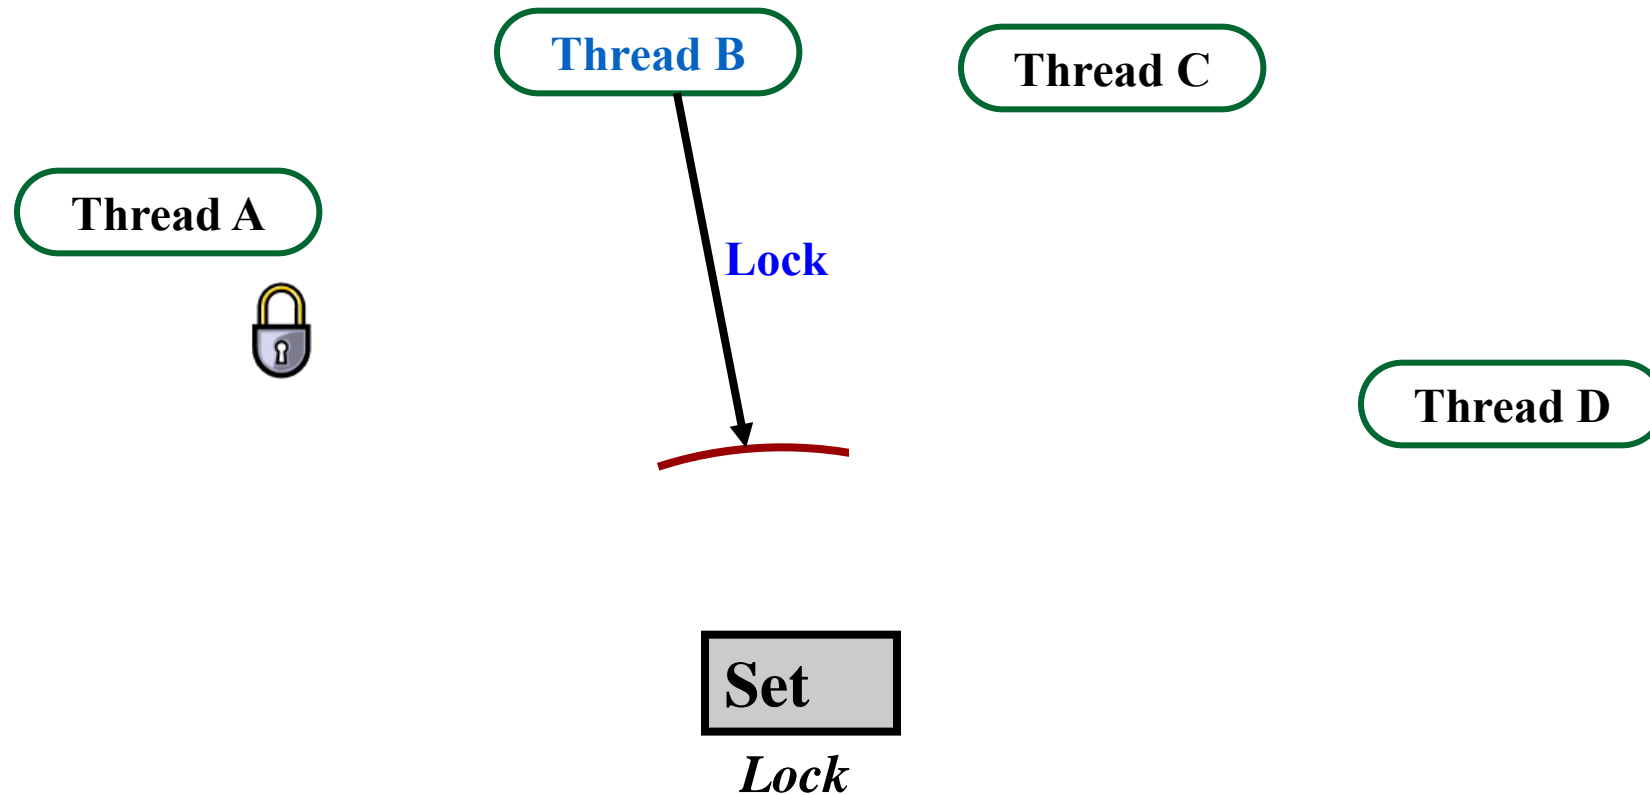 Thread B
Thread C
Thread A
Lock
Thread D
Set
Lock